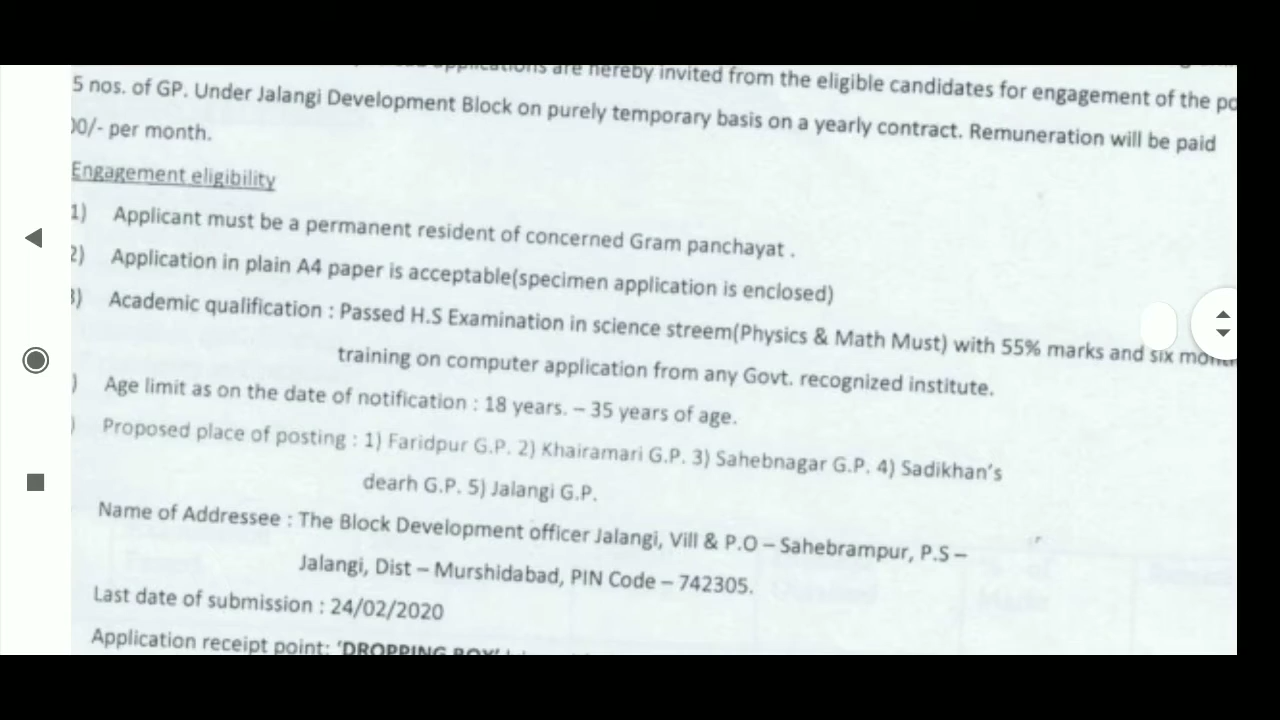 applications are hereby invited from the eligible candidates for engagement of the po
5 nos. of GP. Under Jalangi Development Block on purely temporary basis on a yearly contract. Remuneration will be paid
00/- per month.
Engagement eligibility
1) Applicant must be a permanent resident of concerned Gram panchayat .
2) Application in plain A4 paper is acceptable(specimen application is enclosed)
3) Academic qualification : Passed H.S Examination in science streem(Physics & Math Must) with 55% marks and six month
training on computer application from any Govt. recognized institute.
) Age limit as on the date of notification : 18 years. – 35 years of age.
) Proposed place of posting : 1) Faridpur G.P. 2) Khairamari G.P. 3) Sahebnagar G.P. 4) Sadikhan's
dearh G.P. 5) Jalangi G.P.
Name of Addressee : The Block Development officer Jalangi, Vill & P.O – Sahebrampur, P.S –
Jalangi, Dist – Murshidabad, PIN Code – 742305.
Last date of submission : 24/02/2020
Application receipt point: 'DROPPING BOX'